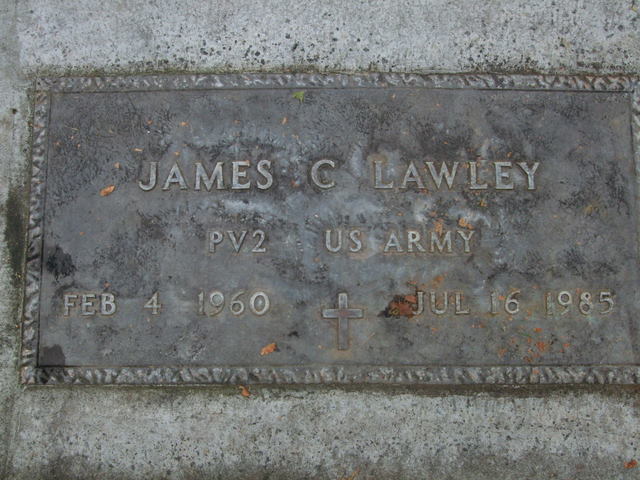 JAMES C LAWLEY
PV2 US ARMY
FEB 4 1960 JUL 16 1985